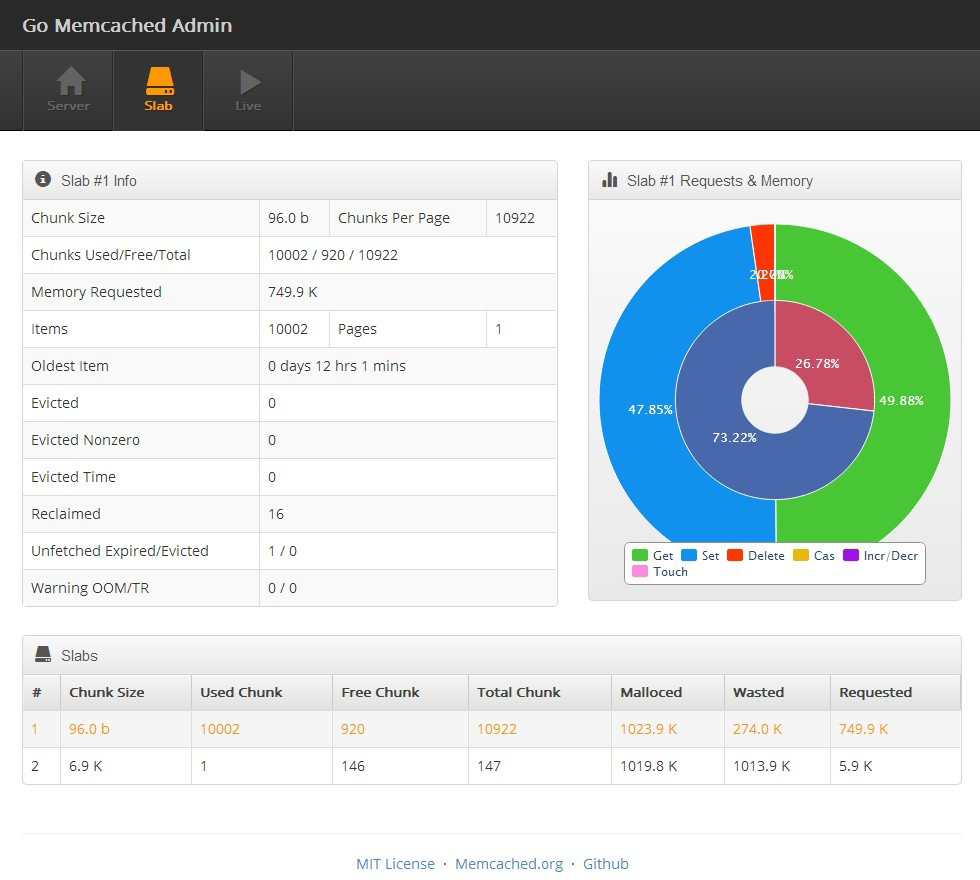 Go Memcached Admin
Server Slab Live
Slab #1 Info
Chunk Size 96.0 b Chunks Per Page 10922
Chunks Used/Free/Total 10002 / 920 / 10922
Memory Requested 749.9 K
Items 10002 Pages 1
Oldest Item 0 days 12 hrs 1 mins
Evicted 0
Evicted Nonzero 0
Evicted Time 0
Reclaimed 16
Unfetched Expired/Evicted 1 / 0
Warning OOM/TR 0 / 0
Slab #1 Requests & Memory
26.78%
47.85%
49.88%
73.22%
Get Set Delete Cas Incr/Decr
Touch
Slabs
# Chunk Size Used Chunk Free Chunk Total Chunk Malloced Wasted Requested
1 96.0 b 10002 920 10922 1023.9 K 274.0 K 749.9 K
2 6.9 K 1 146 147 1019.8 K 1013.9 K 5.9 K
MIT License · Memcached.org · Github